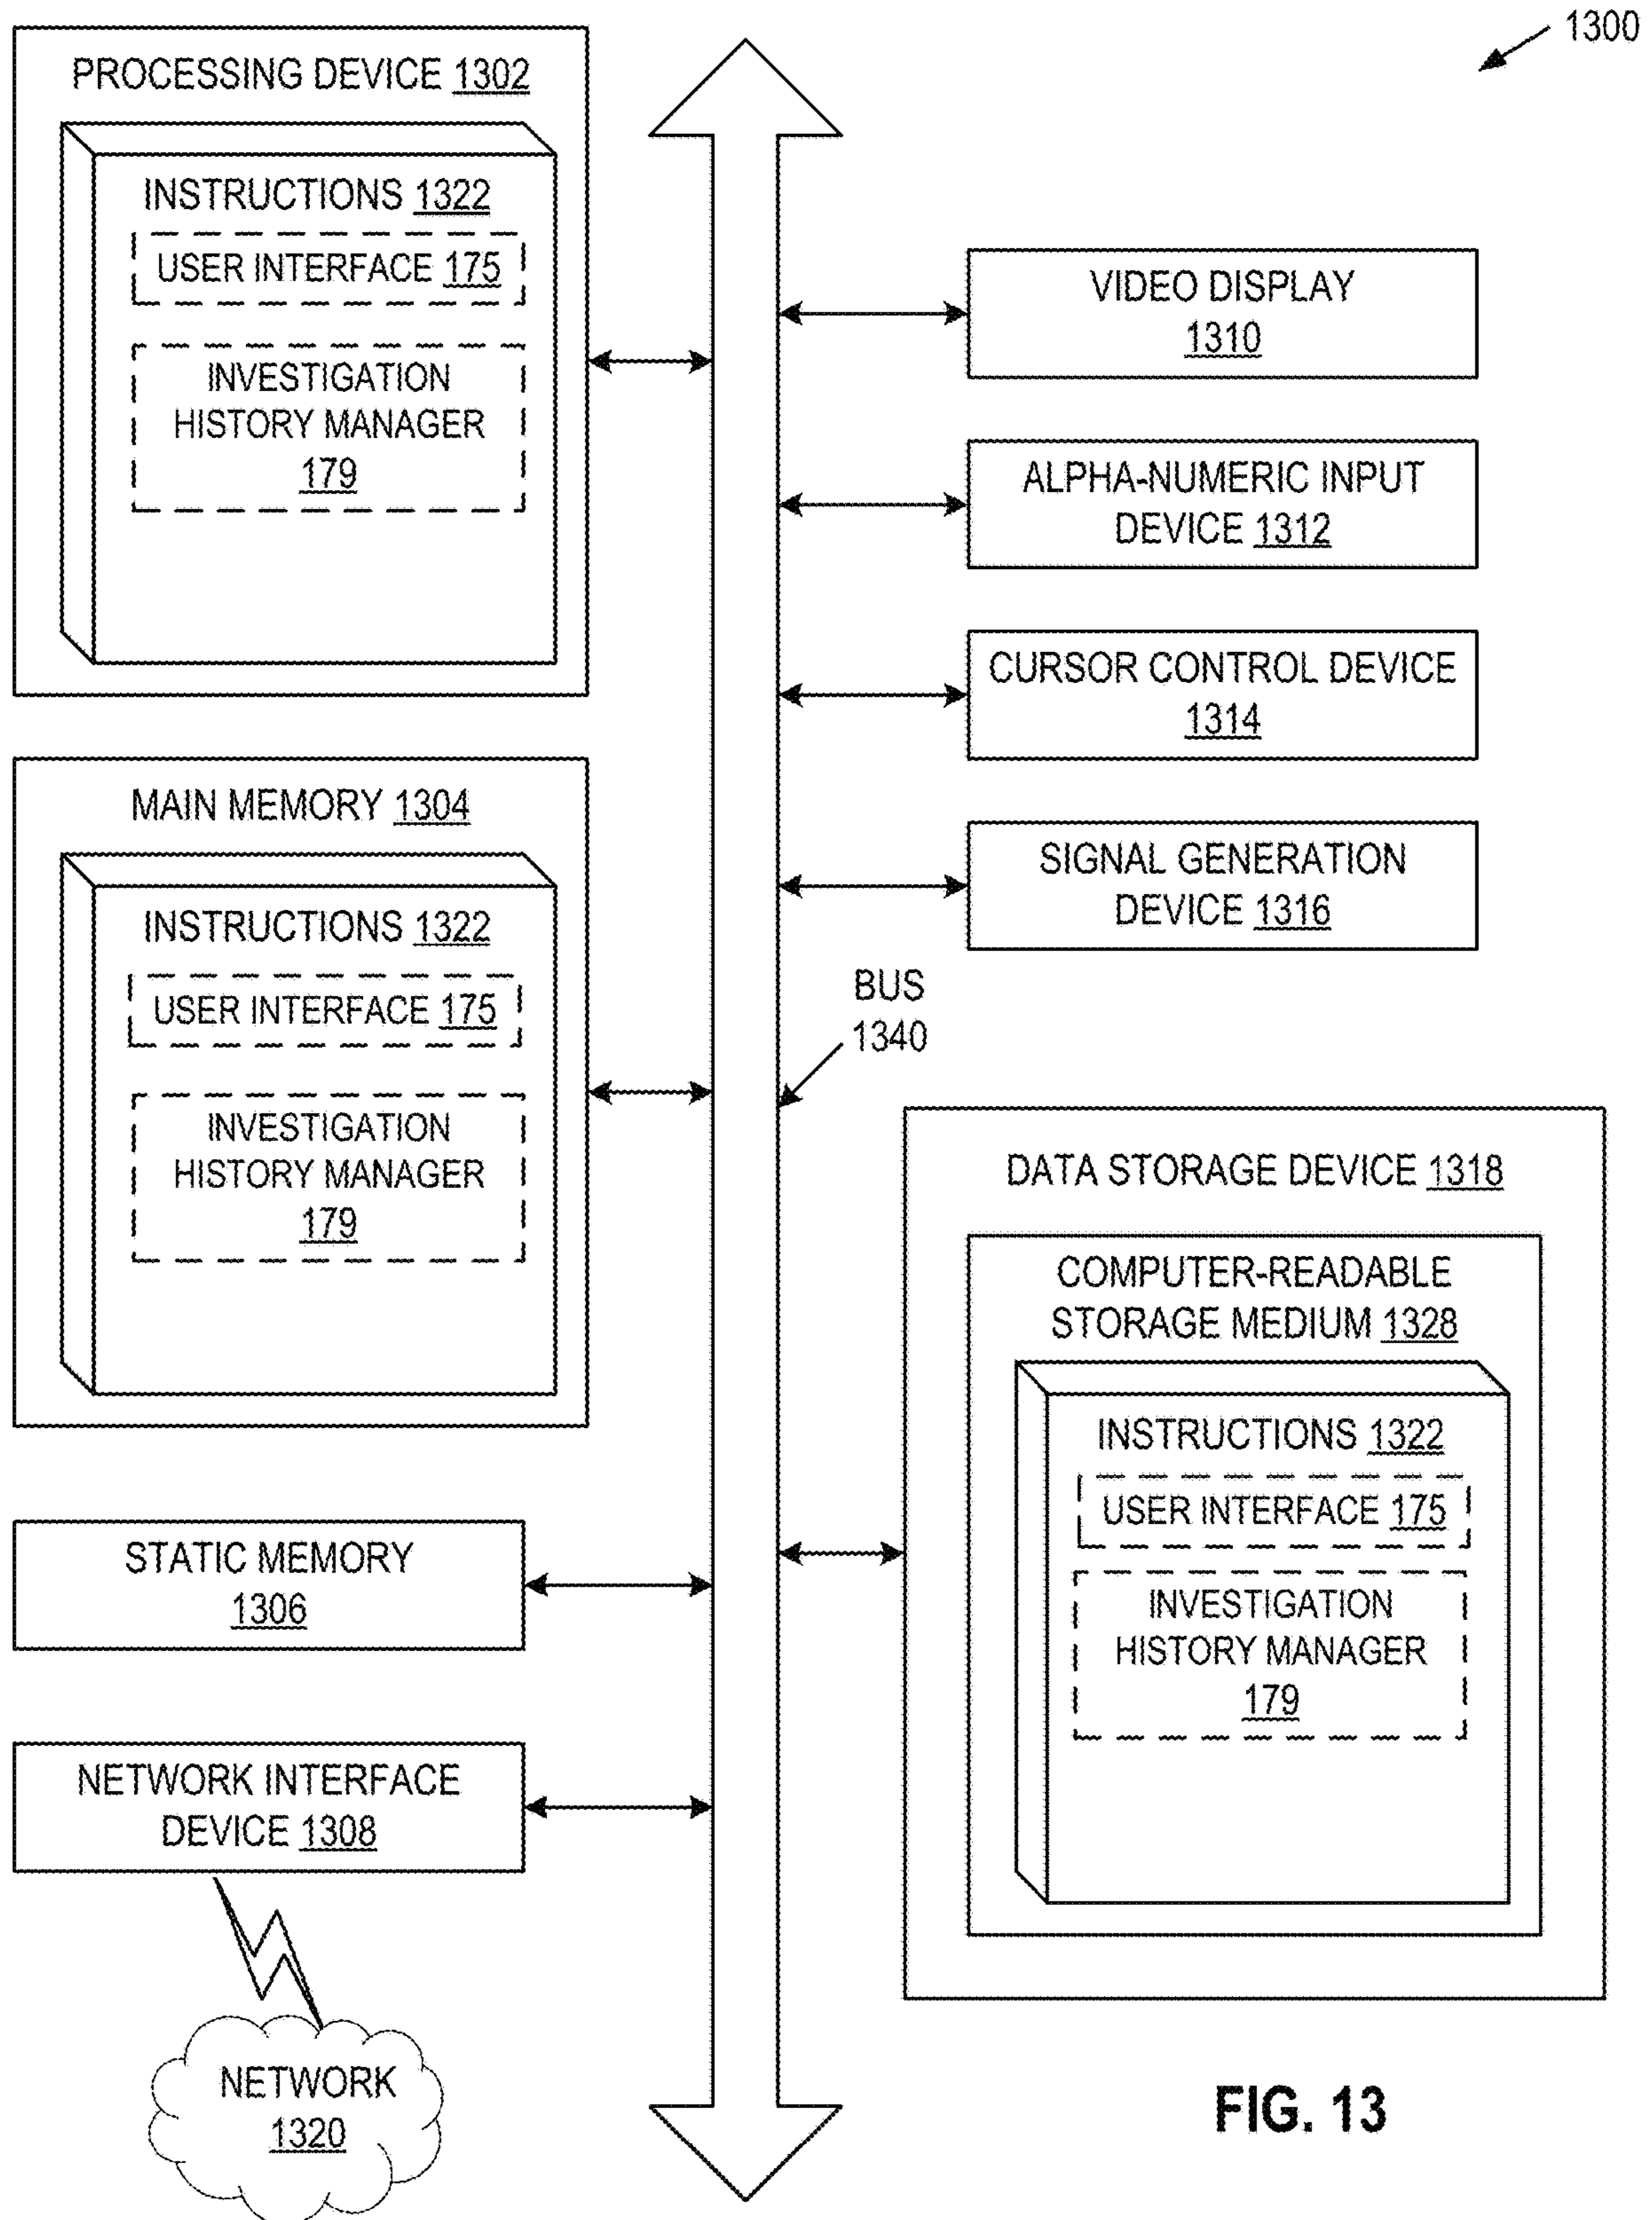 1300
PROCESSING DEVICE 1302
INSTRUCTIONS 1322
USER INTERFACE 175
INVESTIGATION
HISTORY MANAGER
179
MAIN MEMORY 1304
INSTRUCTIONS 1322
USER INTERFACE 175
INVESTIGATION
HISTORY MANAGER
179
STATIC MEMORY
1306
NETWORK INTERFACE
DEVICE 1308
NETWORK
1320
VIDEO DISPLAY
1310
ALPHA-NUMERIC INPUT
DEVICE 1312
CURSOR CONTROL DEVICE
1314
SIGNAL GENERATION
DEVICE 1316
BUS
1340
DATA STORAGE DEVICE 1318
COMPUTER-READABLE
STORAGE MEDIUM 1328
INSTRUCTIONS 1322
USER INTERFACE 175
INVESTIGATION
HISTORY MANAGER
179
FIG. 13